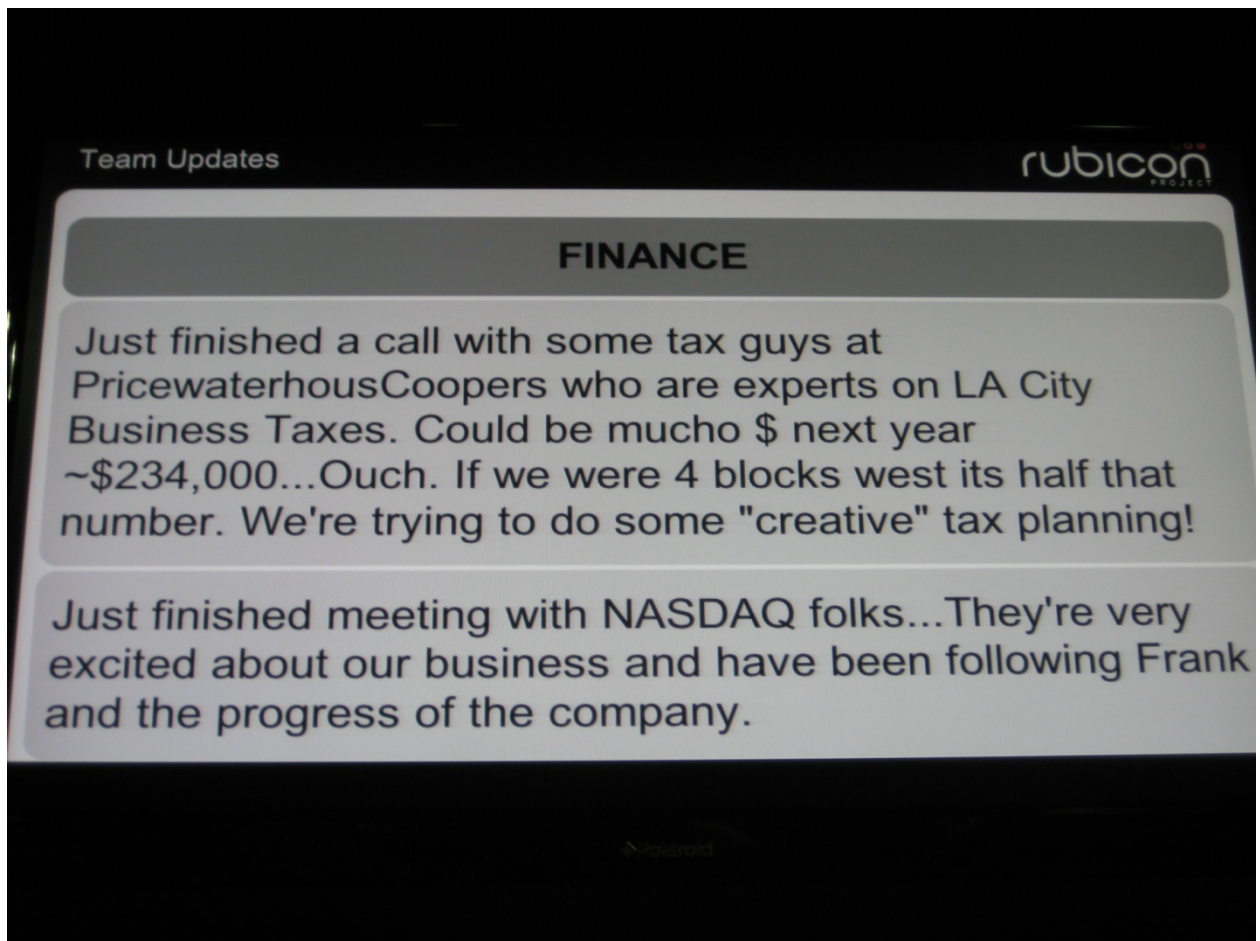 Team Updates
rubicon
PROJECT
FINANCE
Just finished a call with some tax guys at
PricewaterhousCoopers who are experts on LA City
Business Taxes. Could be mucho $ next year
~$234,000...Ouch. If we were 4 blocks west its half that
number. We're trying to do some "creative" tax planning!
Just finished meeting with NASDAQ folks...They're very
excited about our business and have been following Frank
and the progress of the company.
Polaroid